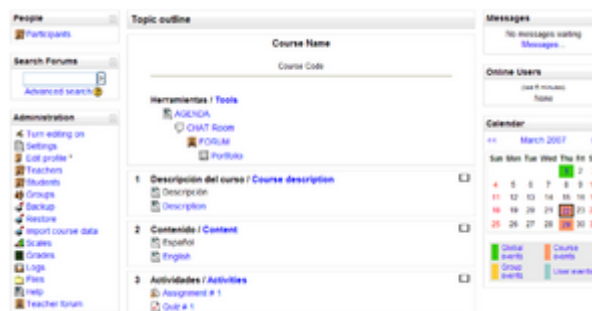 People
Participants
Search Forums
Advanced search
Administration
Turn editing on
Settings
Edit profile
Teachers
Students
Groups
Backup
Restore
Import course data
Scales
Grades
Logs
Files
Help
Teacher forum
Topic outline
Course Name
Course Code
Herramientas / Tools
AGENDA
CHAT Room
FORUM
Portfolio
1 Descripción del curso / Course description
Descripción
Description
2 Contenido / Content
Español
English
3 Actividades / Activities
Assignment # 1
Quiz # 1
Messages
No messages waiting
Messages...
Online Users
(last 5 minutes)
None
Calendar
<< March 2007
Sun Mon Tue Wed Thu Fri
1 2
4 5 6 7 8 9
11 12 13 14 15 16
18 19 20 21 22 23
25 26 27 28 29 30
Global events
Course events
Group events
User events